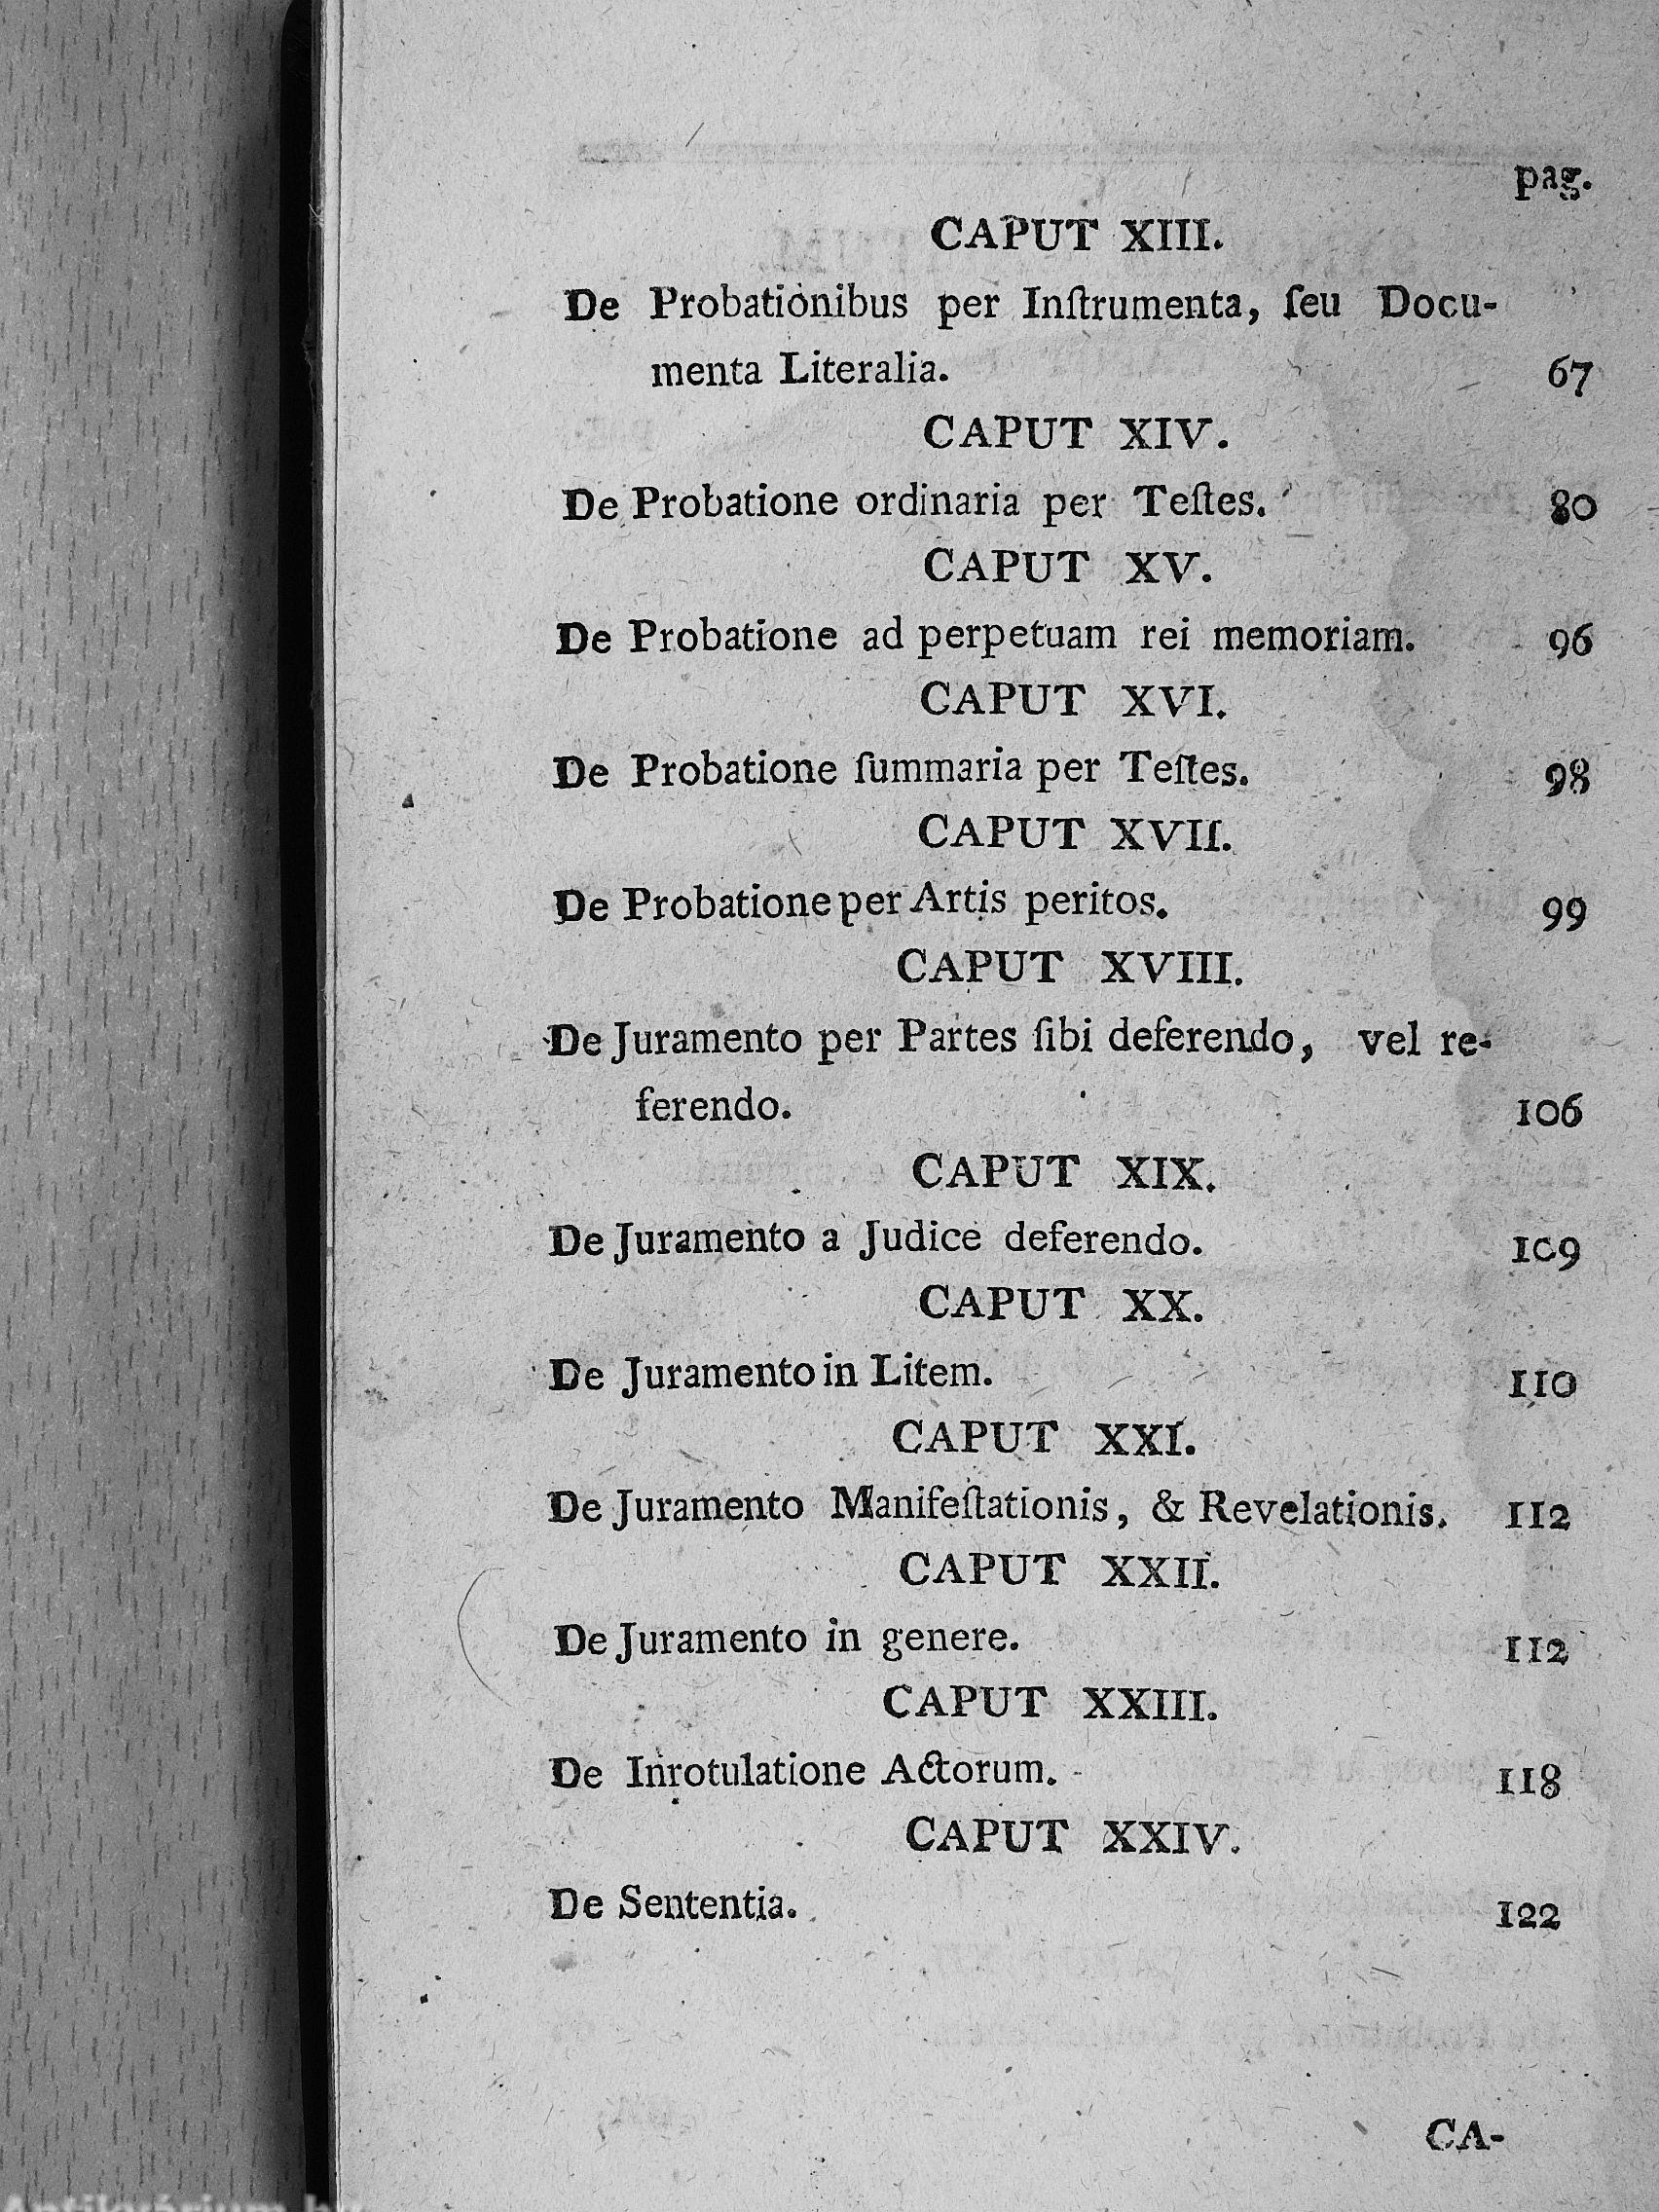 pag.
CAPUT XIII.
De Probationibus per Inſtrumenta, ſeu Docu-
menta Literalia. 67
CAPUT XIV.
De Probatione ordinaria per Teſtes. 80
CAPUT XV.
De Probatione ad perpetuam rei memoriam. 96
CAPUT XVI.
De Probatione ſummaria per Teſtes. 98
CAPUT XVII.
De Probatione per Artis peritos. 99
CAPUT XVIII.
De Juramento per Partes ſibi deferendo, vel re-
ferendo. 106
CAPUT XIX.
De Juramento a Judice deferendo. 109
CAPUT XX.
De Juramento in Litem. 110
CAPUT XXI.
De Juramento Manifeſtationis, & Revelationis. 112
CAPUT XXII.
De Juramento in genere. 112
CAPUT XXIII.
De Inrotulatione Actorum. 118
CAPUT XXIV.
De Sententia. 122
CA-